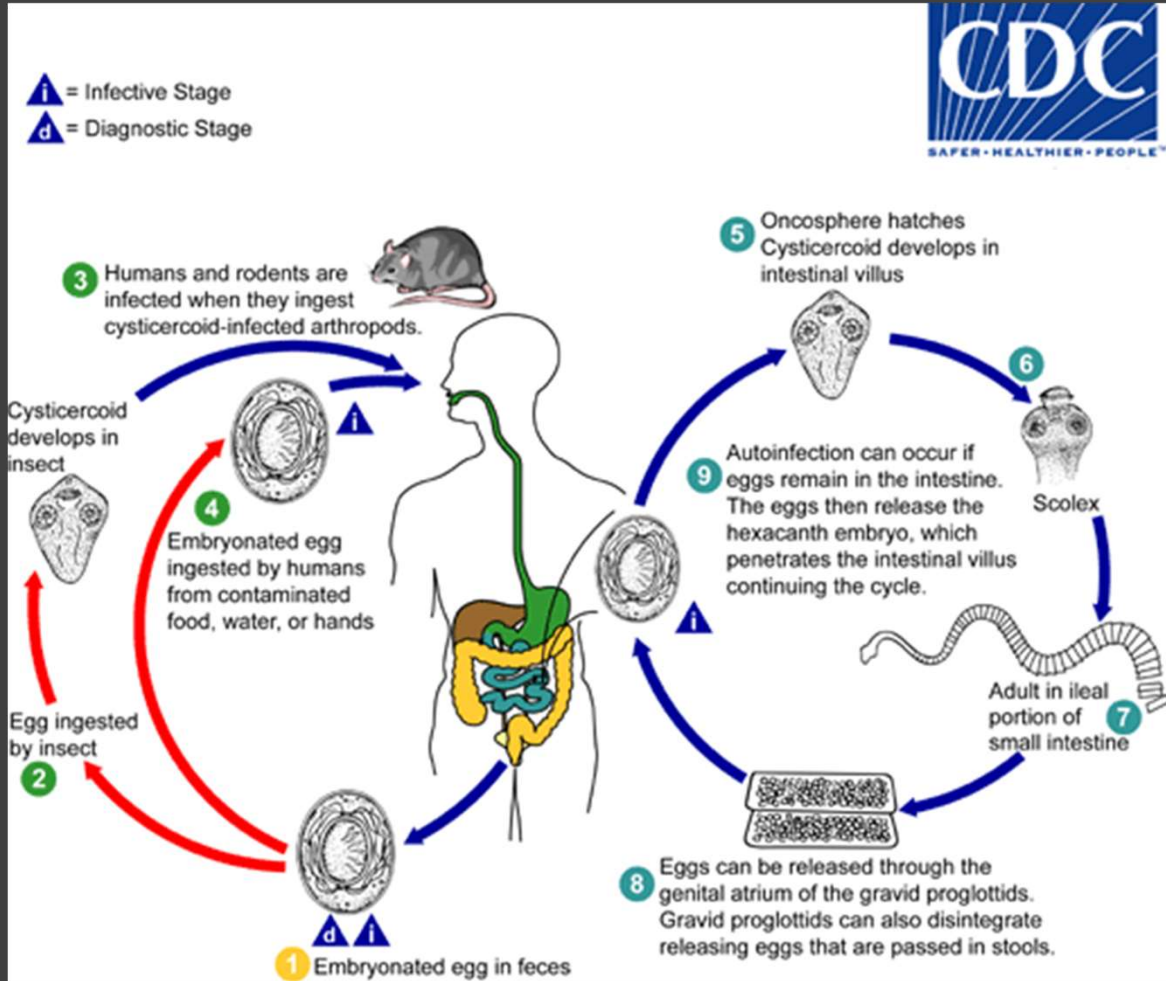 CDC
SAFER•HEALTHIER•PEOPLE™
i = Infective Stage
d = Diagnostic Stage
3 Humans and rodents are
infected when they ingest
cysticercoid-infected arthropods.
5 Oncosphere hatches
Cysticercoid develops in
intestinal villus
6
Scolex
Cysticercoid
develops in
insect
i
4
Embryonated egg
ingested by humans
from contaminated
food, water, or hands
9 Autoinfection can occur if
eggs remain in the intestine.
The eggs then release the
hexacanth embryo, which
penetrates the intestinal villus
continuing the cycle.
i
Egg ingested
by insect
2
Adult in ileal
portion of
small intestine
7
8 Eggs can be released through the
genital atrium of the gravid proglottids.
Gravid proglottids can also disintegrate
releasing eggs that are passed in stools.
d i
1 Embryonated egg in feces